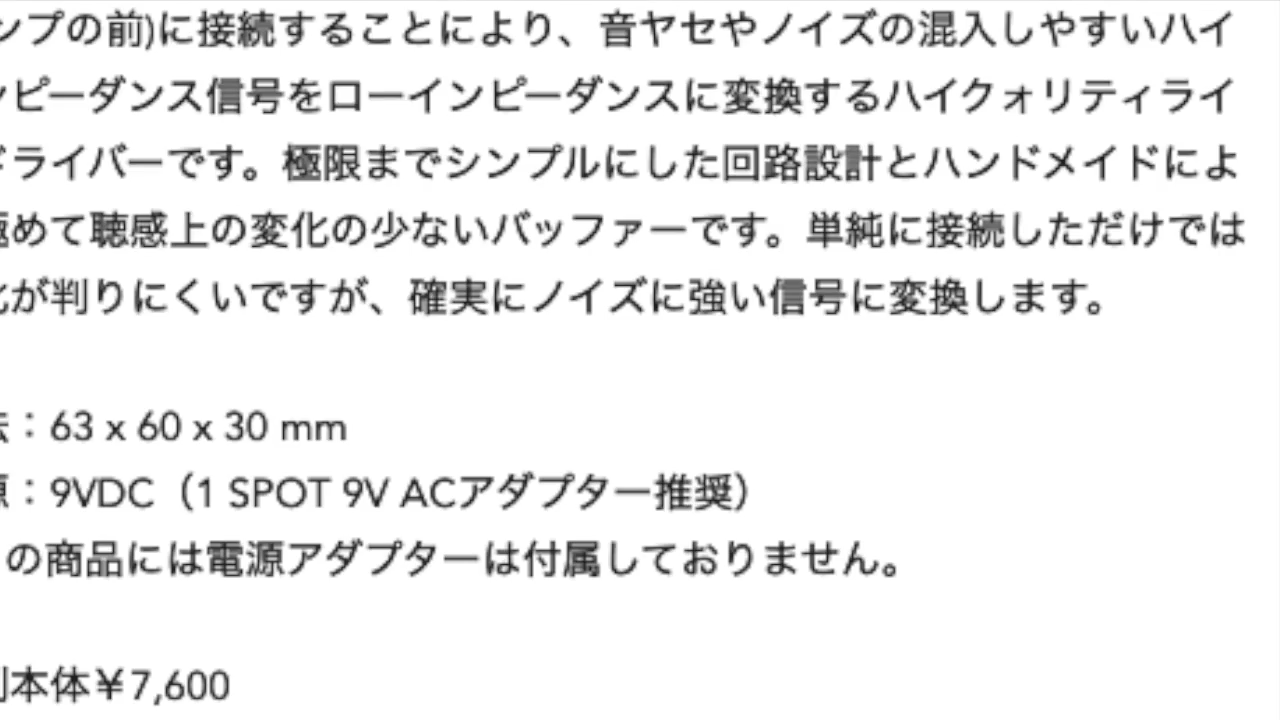 ンプの前)に接続することにより、音ヤセやノイズの混入しやすいハイ
ンピーダンス信号をローインピーダンスに変換するハイクォリティライ
ドライバーです。極限までシンプルにした回路設計とハンドメイドによ
極めて聴感上の変化の少ないバッファーです。単純に接続しただけでは
化が判りにくいですが、確実にノイズに強い信号に変換します。
法：63 x 60 x 30 mm
源：9VDC（1 SPOT 9V ACアダプター推奨）
の商品には電源アダプターは付属しておりません。
本体￥7,600